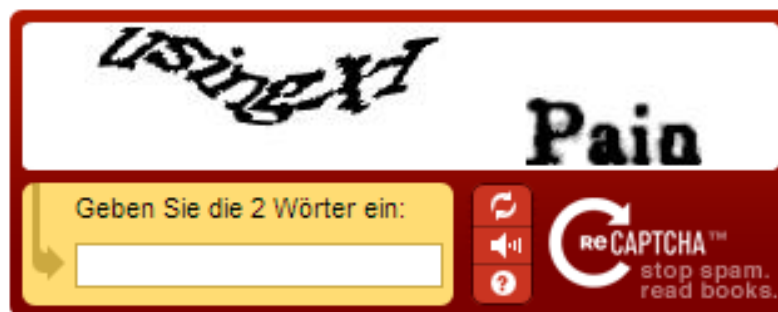 Pain
Geben Sie die 2 Wörter ein:
?
reCAPTCHA™
stop spam.
read books.